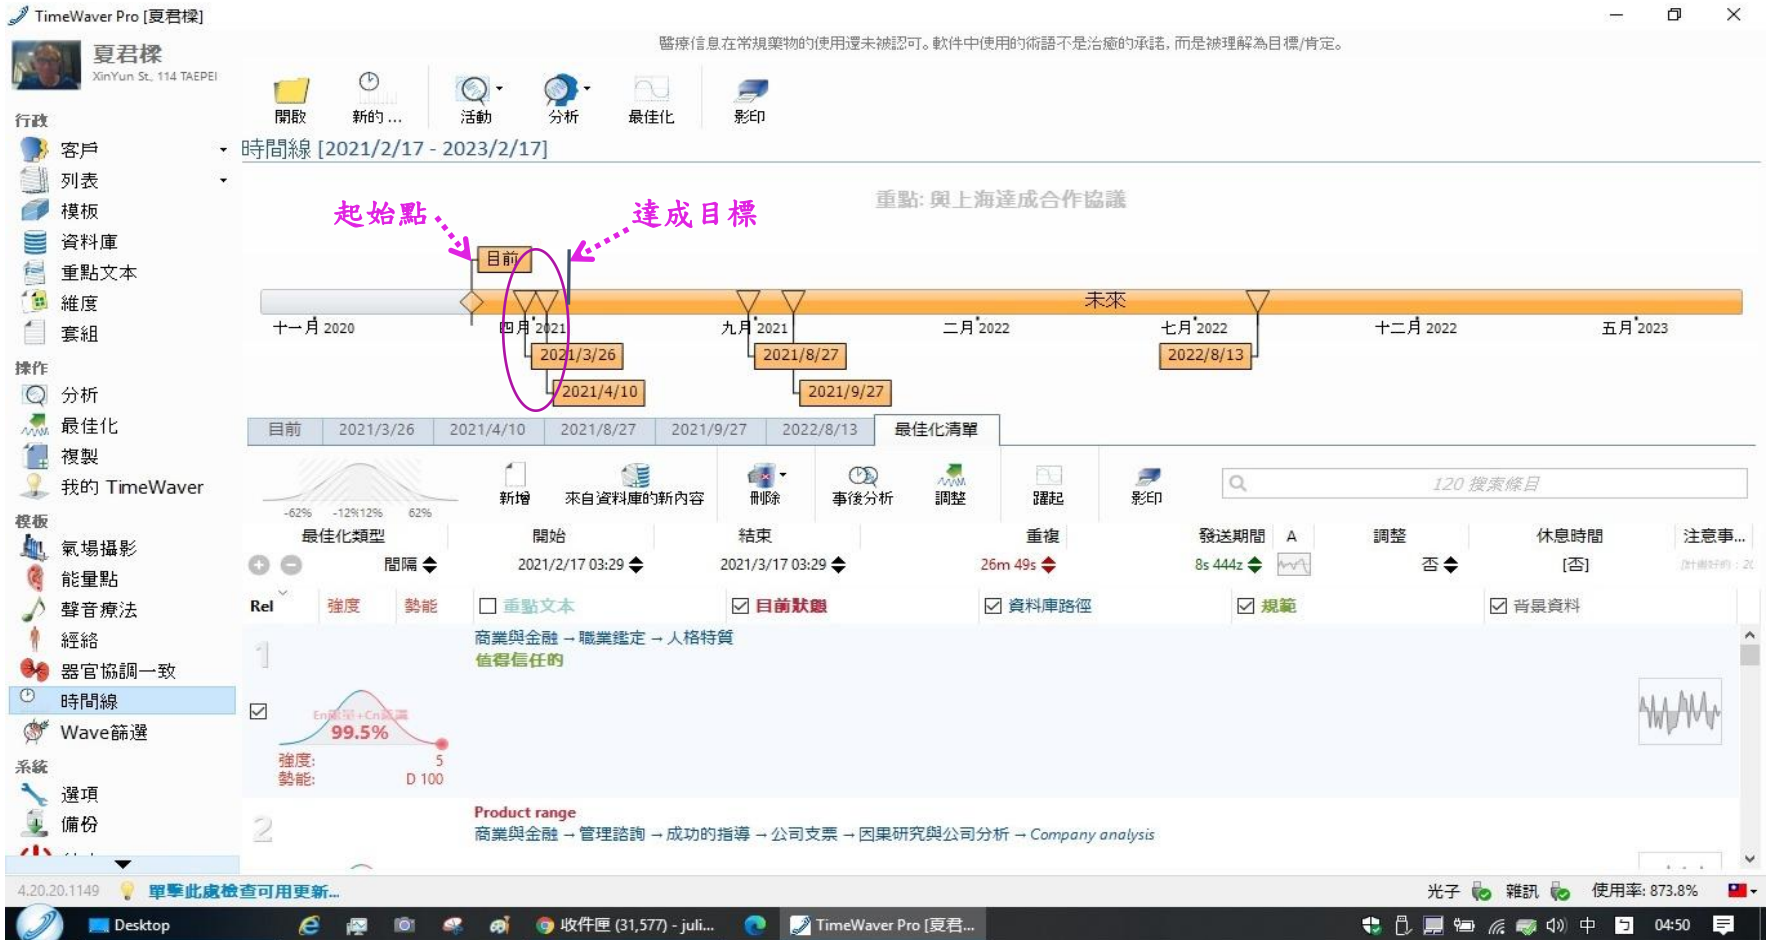 TimeWaver Pro [夏君樑]
夏君樑
XinYun St., 114 TAEPEI
醫療信息在常規藥物的使用還未被認可。軟件中使用的術語不是治癒的承諾, 而是被理解為目標/肯定。
開啟
新的 ...
活動
分析
最佳化
影印
時間線 [2021/2/17 - 2023/2/17]
行政
客戶
列表
模板
資料庫
重點文本
維度
套組
操作
分析
最佳化
複製
我的 TimeWaver
模板
氣場攝影
能量點
聲音療法
經絡
器官協調一致
時間線
Wave篩選
系統
選項
備份
重點: 與上海達成合作協議
起始點
達成目標
目前
未來
十一月 2020
四月 2021
九月 2021
二月 2022
七月 2022
十二月 2022
五月 2023
2021/3/26
2021/8/27
2022/8/13
2021/4/10
2021/9/27
目前 2021/3/26 2021/4/10 2021/8/27 2021/9/27 2022/8/13 最佳化清單
-62% -12% 12% 62%
新增
來自資料庫的新內容
刪除
事後分析
調整
躍起
影印
120 搜索條目
最佳化類型 開始 結束 重複 發送期間 A 調整 休息時間 注意事...
間隔 2021/2/17 03:29 2021/3/17 03:29 26m 49s 8s 444z 否 [否]
Rel 強度 勢能 重點文本 目前狀態 資料庫路徑 規範 背景資料
1
商業與金融 → 職業鑑定 → 人格特質
值得信任的
En能量+Cn意識
99.5%
強度: 5
勢能: D 100
2
Product range
商業與金融 → 管理諮詢 → 成功的指導 → 公司支票 → 因果研究與公司分析 → Company analysis
4.20.20.1149 單擊此處檢查可用更新...
光子 雜訊 使用率: 873.8%
Desktop
收件匣 (31,577) - juli...
TimeWaver Pro [夏君...
中
04:50